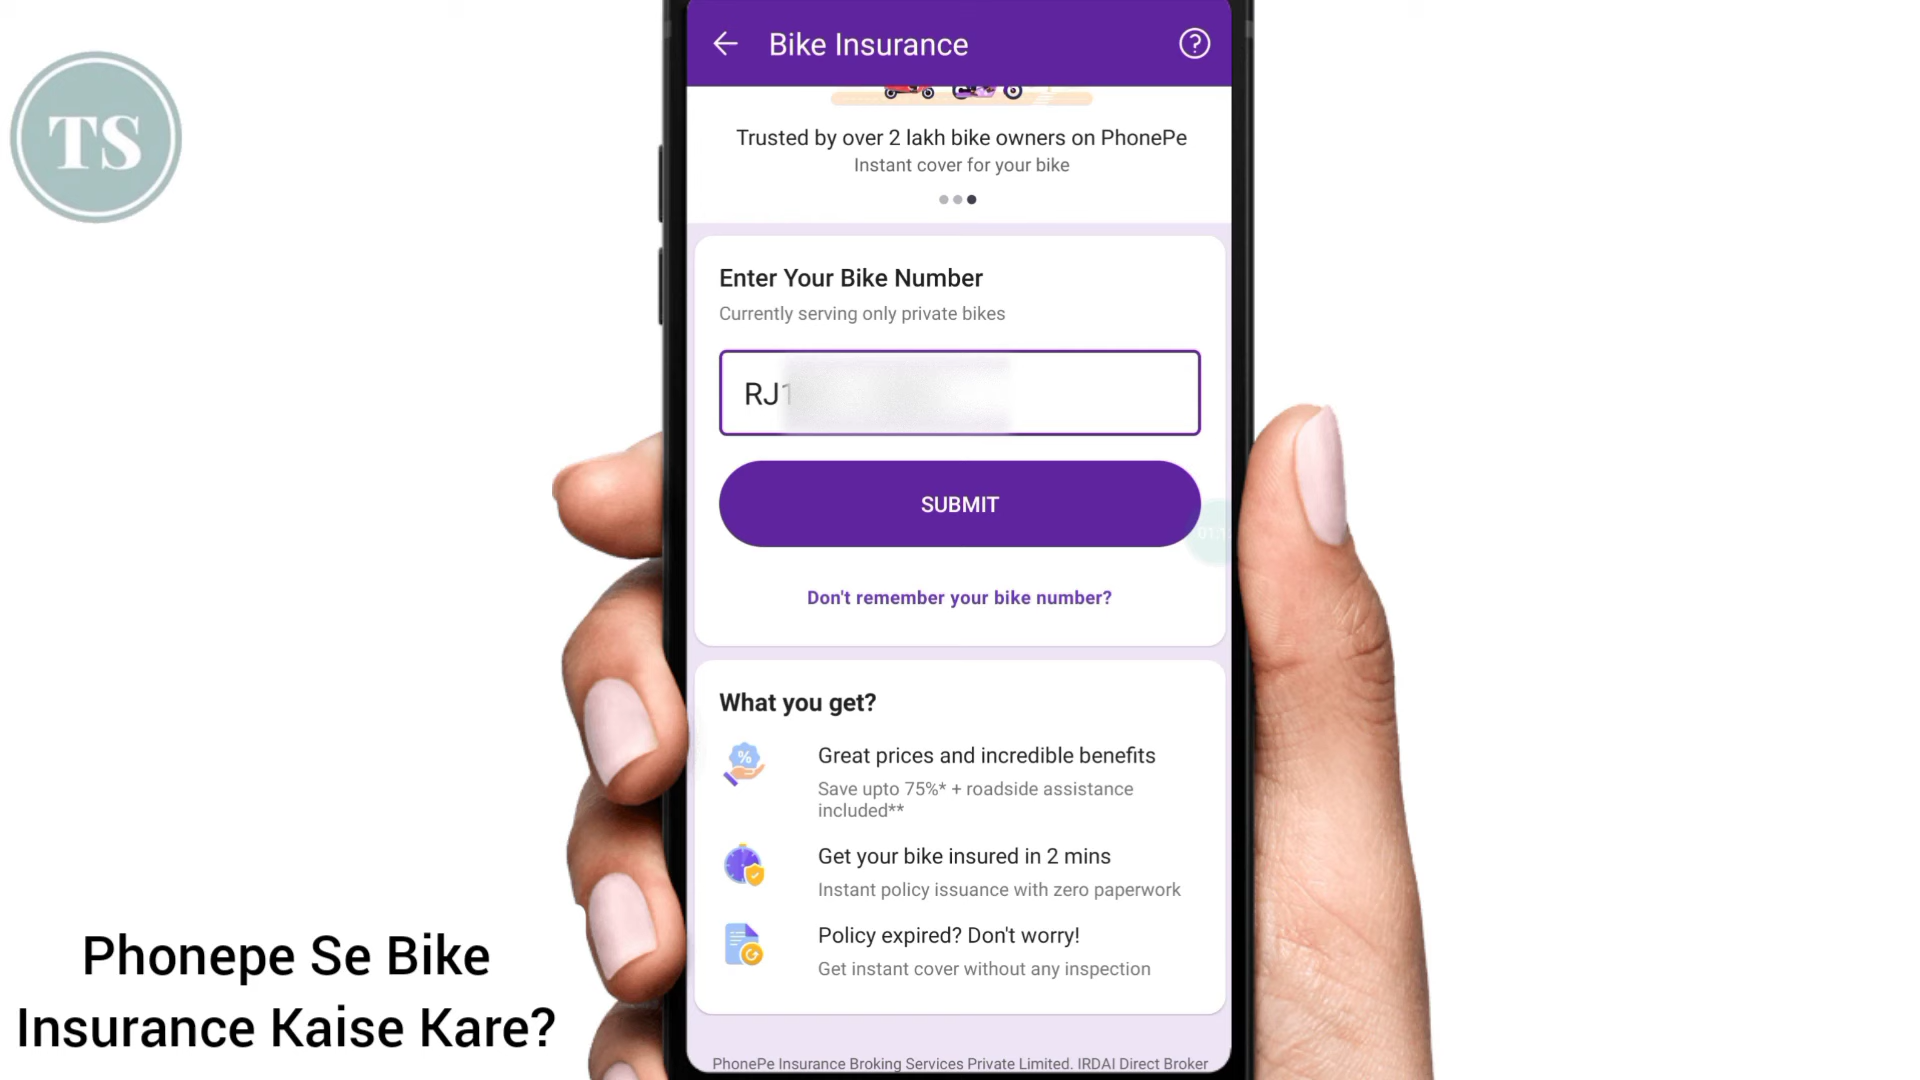 TS
Bike Insurance
?
Trusted by over 2 lakh bike owners on PhonePe
Instant cover for your bike
Enter Your Bike Number
Currently serving only private bikes
RJ1
SUBMIT
Don't remember your bike number?
What you get?
%
Great prices and incredible benefits
Save upto 75%* + roadside assistance
included**
Get your bike insured in 2 mins
Instant policy issuance with zero paperwork
Policy expired? Don't worry!
Get instant cover without any inspection
PhonePe Insurance Broking Services Private Limited. IRDAI Direct Broker
Phonepe Se Bike
Insurance Kaise Kare?